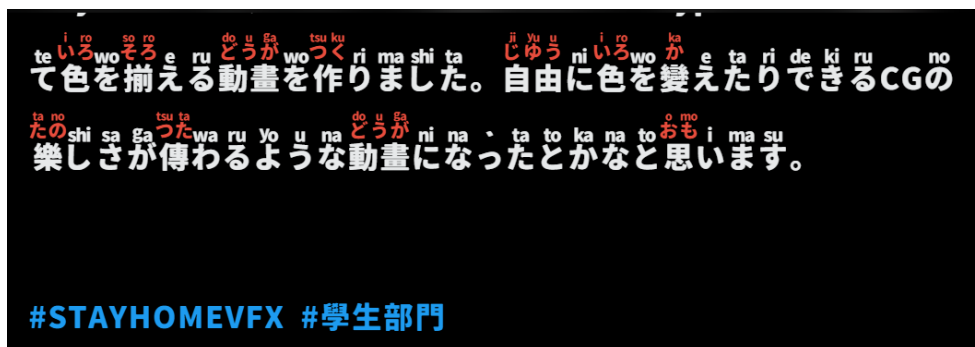 te いろ wo そろ e ru どうが wo つく ri ma shi ta じゆう ni いろ wo か e ta ri de ki ru no
i ro so ro do u ga tsu ku ji yu u i ro ka
て色を揃える動畫を作りました。自由に色を變えたりできるCGの
ta no tsu ta do u ga o mo
たの shi sa ga つた wa ru yo u na どうが ni na 、 ta to ka na to おも i ma su
樂しさが傳わるような動畫になったとかなと思います。
#STAYHOMEVFX #學生部門